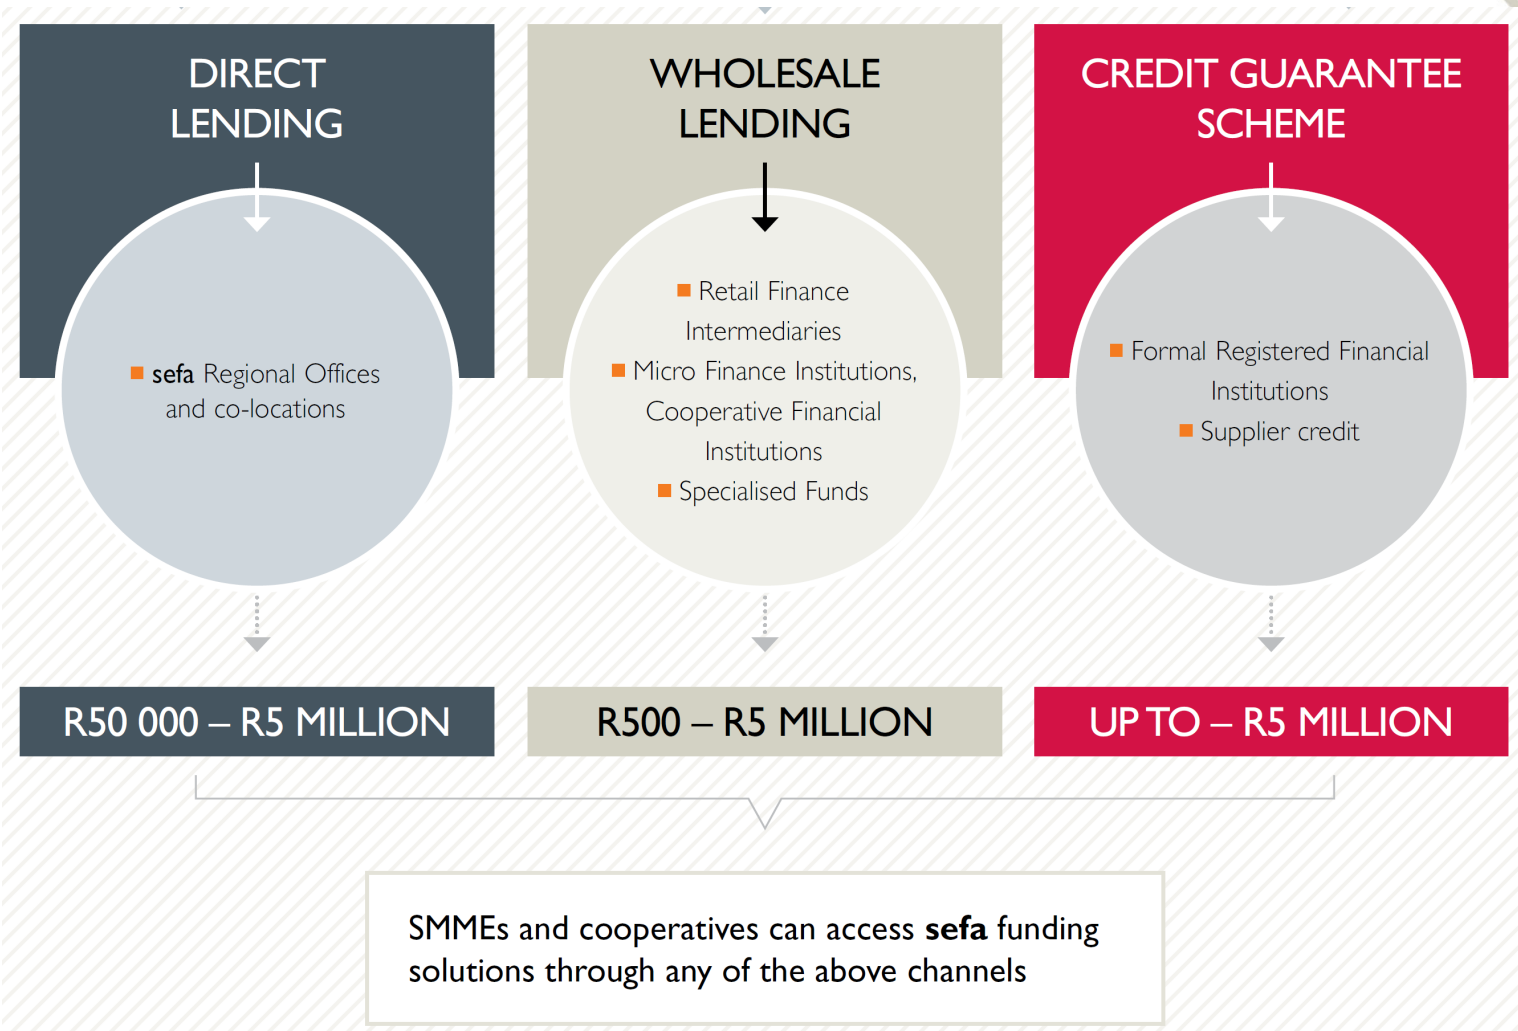 DIRECT
LENDING
sefa Regional Offices
and co-locations
R50 000 – R5 MILLION
WHOLESALE
LENDING
Retail Finance
Intermediaries
Micro Finance Institutions,
Cooperative Financial
Institutions
Specialised Funds
R500 – R5 MILLION
CREDIT GUARANTEE
SCHEME
Formal Registered Financial
Institutions
Supplier credit
UP TO – R5 MILLION
SMMEs and cooperatives can access sefa funding
solutions through any of the above channels